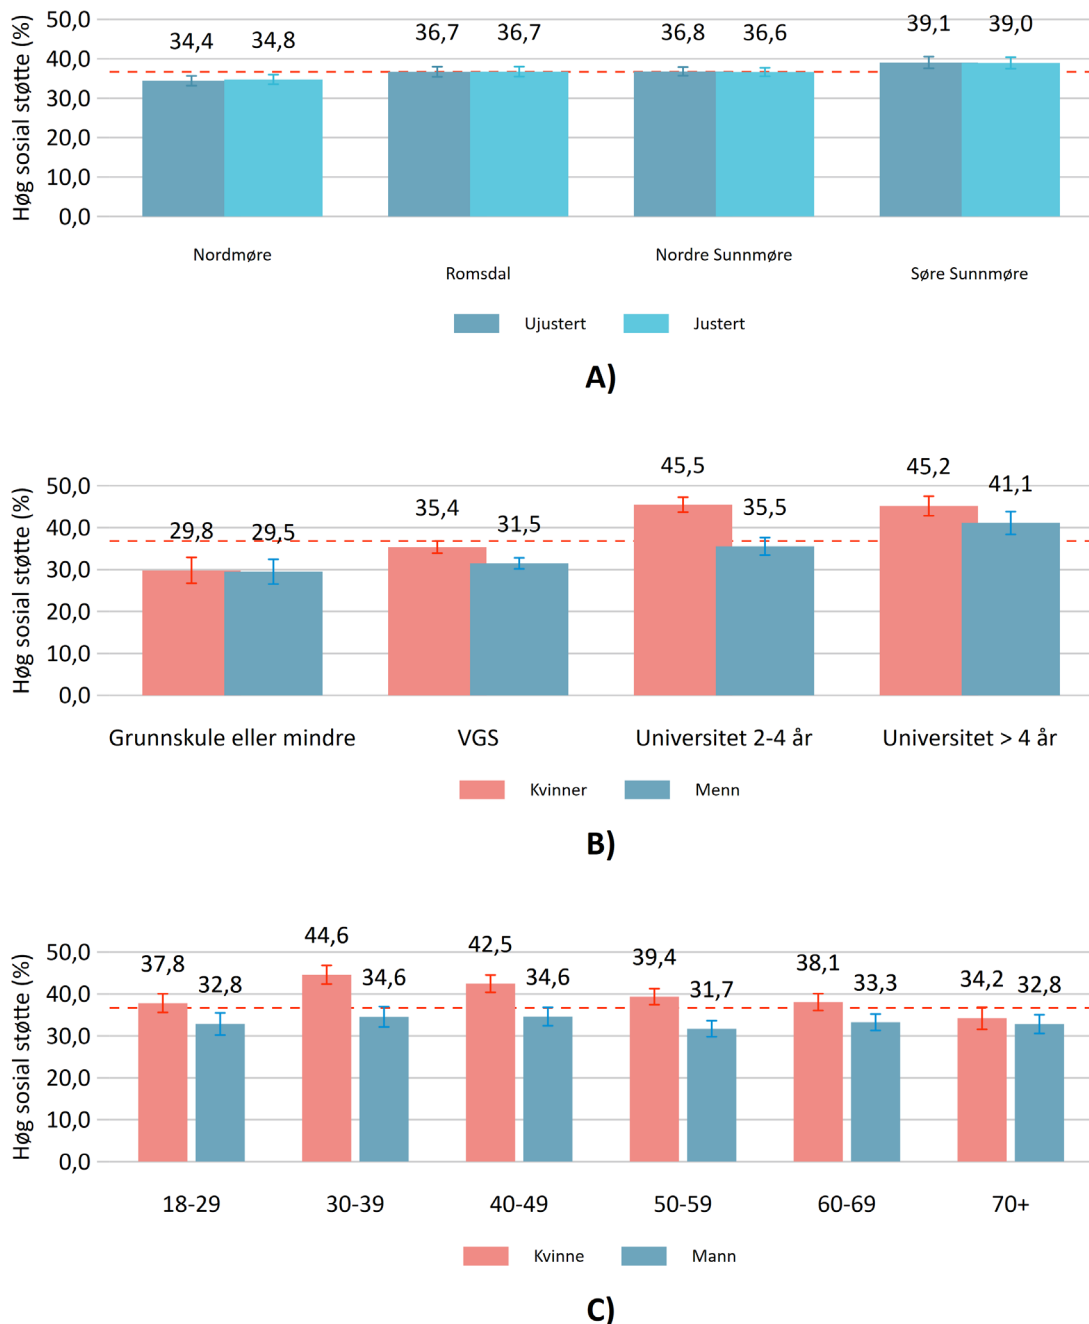 Høg sosial støtte (%)
50,0
40,0
30,0
20,0
10,0
0,0
34,4 34,8 36,7 36,7 36,8 36,6 39,1 39,0
Nordmøre Romsdal Nordre Sunnmøre Søre Sunnmøre
Ujustert Justert
A)
Høg sosial støtte (%)
50,0
40,0
30,0
20,0
10,0
0,0
29,8 29,5 35,4 31,5 45,5 35,5 45,2 41,1
Grunnskule eller mindre VGS Universitet 2-4 år Universitet > 4 år
Kvinner Menn
B)
Høg sosial støtte (%)
50,0
40,0
30,0
20,0
10,0
0,0
37,8 32,8 44,6 34,6 42,5 34,6 39,4 31,7 38,1 33,3 34,2 32,8
18-29 30-39 40-49 50-59 60-69 70+
Kvinne Mann
C)